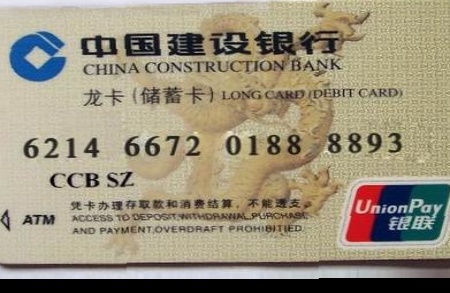 中国建设银行
CHINA CONSTRUCTION BANK
龙卡(储蓄卡) LONG CARD (DEBIT CARD)
6214 6672 0188 8893
CCB SZ
凭卡办理存取款和消费结算，不能透支。
ATM ACCESS TO DEPOSIT,WITHDRAWAL,PURCHASE
AND PAYMENT,OVERDRAFT PROHIBITED.
UnionPay
银联